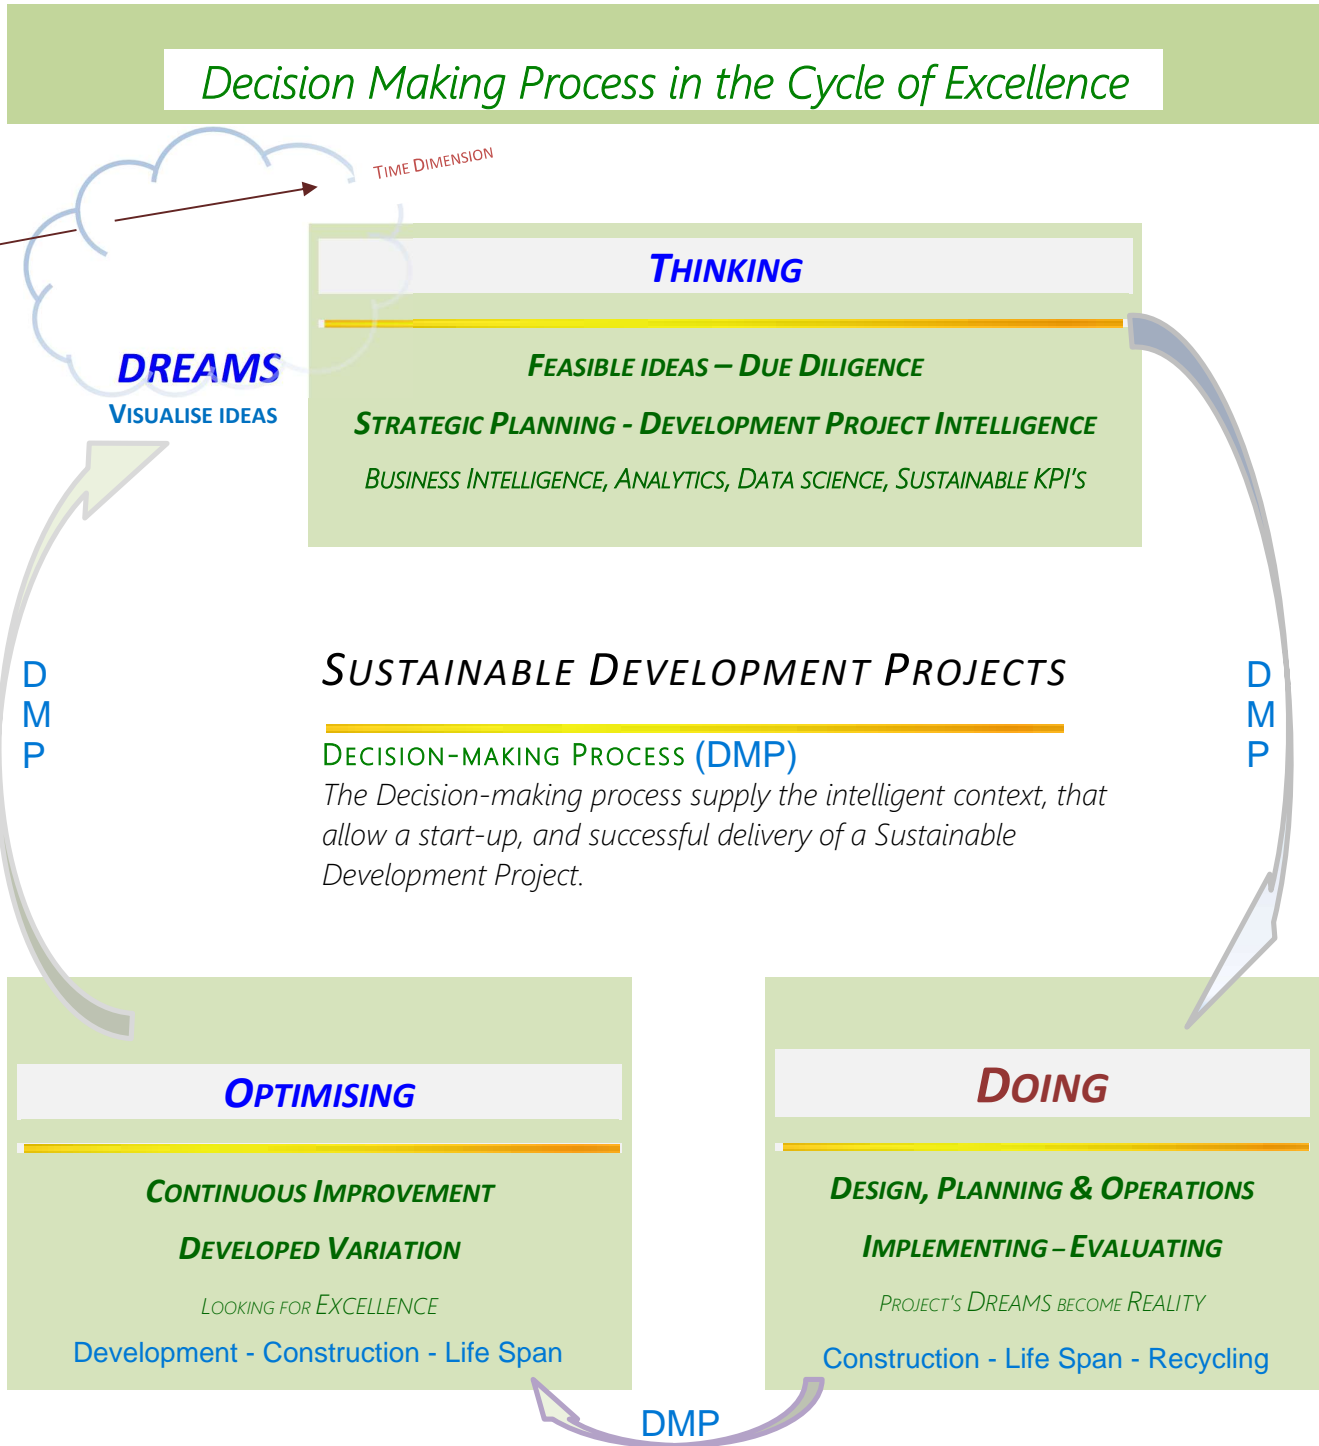 Decision Making Process in the Cycle of Excellence
TIME DIMENSION
THINKING
DREAMS
VISUALISE IDEAS
FEASIBLE IDEAS – DUE DILIGENCE
STRATEGIC PLANNING - DEVELOPMENT PROJECT INTELLIGENCE
BUSINESS INTELLIGENCE, ANALYTICS, DATA SCIENCE, SUSTAINABLE KPI'S
D
M
P
SUSTAINABLE DEVELOPMENT PROJECTS
DECISION-MAKING PROCESS (DMP)
The Decision-making process supply the intelligent context, that
allow a start-up, and successful delivery of a Sustainable
Development Project.
D
M
P
OPTIMISING
CONTINUOUS IMPROVEMENT
DEVELOPED VARIATION
LOOKING FOR EXCELLENCE
Development - Construction - Life Span
DOING
DESIGN, PLANNING & OPERATIONS
IMPLEMENTING – EVALUATING
PROJECT'S DREAMS BECOME REALITY
Construction - Life Span - Recycling
DMP